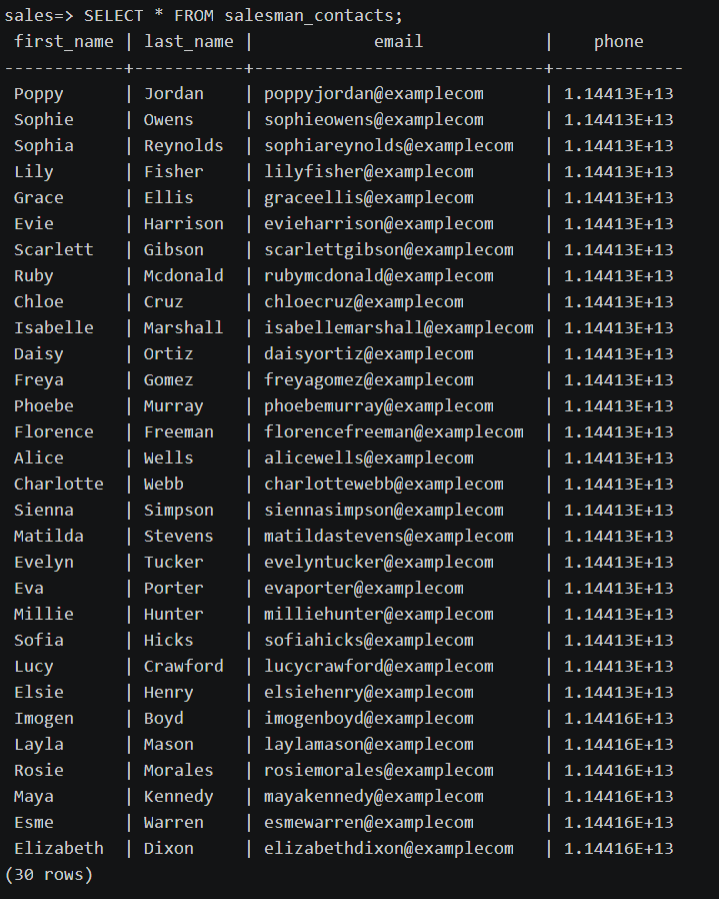 sales=> SELECT * FROM salesman_contacts;
 first_name | last_name |            email            |    phone
------------+-----------+-----------------------------+-------------
 Poppy      | Jordan    | poppyjordan@examplecom      | 1.14413E+13
 Sophie     | Owens     | sophieowens@examplecom      | 1.14413E+13
 Sophia     | Reynolds  | sophiareynolds@examplecom   | 1.14413E+13
 Lily       | Fisher    | lilyfisher@examplecom       | 1.14413E+13
 Grace      | Ellis     | graceellis@examplecom       | 1.14413E+13
 Evie       | Harrison  | evieharrison@examplecom     | 1.14413E+13
 Scarlett   | Gibson    | scarlettgibson@examplecom   | 1.14413E+13
 Ruby       | Mcdonald  | rubymcdonald@examplecom     | 1.14413E+13
 Chloe      | Cruz      | chloecruz@examplecom        | 1.14413E+13
 Isabelle   | Marshall  | isabellemarshall@examplecom | 1.14413E+13
 Daisy      | Ortiz     | daisyortiz@examplecom       | 1.14413E+13
 Freya      | Gomez     | freyagomez@examplecom       | 1.14413E+13
 Phoebe     | Murray    | phoebemurray@examplecom     | 1.14413E+13
 Florence   | Freeman   | florencefreeman@examplecom  | 1.14413E+13
 Alice      | Wells     | alicewells@examplecom       | 1.14413E+13
 Charlotte  | Webb      | charlottewebb@examplecom    | 1.14413E+13
 Sienna     | Simpson   | siennasimpson@examplecom    | 1.14413E+13
 Matilda    | Stevens   | matildastevens@examplecom   | 1.14413E+13
 Evelyn     | Tucker    | evelyntucker@examplecom     | 1.14413E+13
 Eva        | Porter    | evaporter@examplecom        | 1.14413E+13
 Millie     | Hunter    | milliehunter@examplecom     | 1.14413E+13
 Sofia      | Hicks     | sofiahicks@examplecom       | 1.14413E+13
 Lucy       | Crawford  | lucycrawford@examplecom     | 1.14413E+13
 Elsie      | Henry     | elsiehenry@examplecom       | 1.14413E+13
 Imogen     | Boyd      | imogenboyd@examplecom       | 1.14416E+13
 Layla      | Mason     | laylamason@examplecom       | 1.14416E+13
 Rosie      | Morales   | rosiemorales@examplecom     | 1.14416E+13
 Maya       | Kennedy   | mayakennedy@examplecom      | 1.14416E+13
 Esme       | Warren    | esmewarren@examplecom       | 1.14416E+13
 Elizabeth  | Dixon     | elizabethdixon@examplecom   | 1.14416E+13
(30 rows)